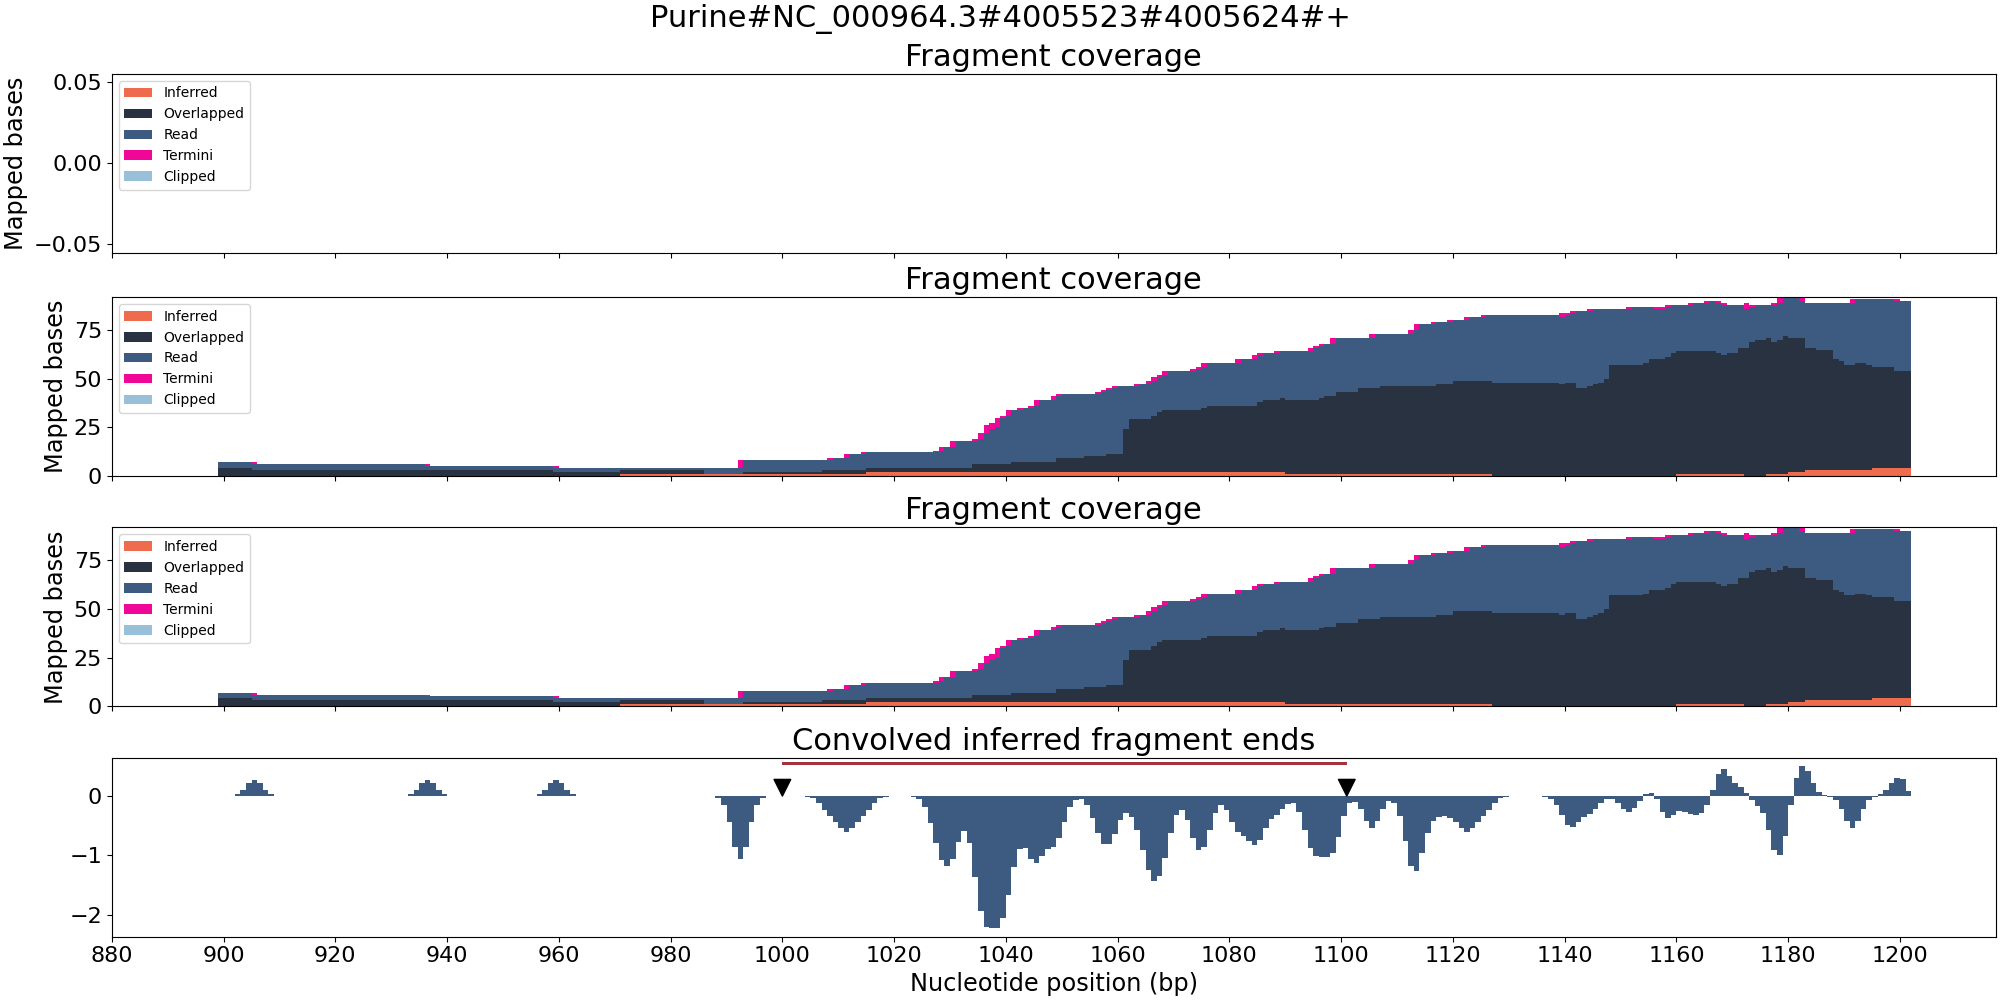 Purine#NC_000964.3#4005523#4005624#+
Fragment coverage
Mapped bases
0.05
0.00
−0.05
Inferred
Overlapped
Read
Termini
Clipped
Fragment coverage
Mapped bases
75
50
25
0
Inferred
Overlapped
Read
Termini
Clipped
Fragment coverage
Mapped bases
75
50
25
0
Inferred
Overlapped
Read
Termini
Clipped
Convolved inferred fragment ends
0
−1
−2
880 900 920 940 960 980 1000 1020 1040 1060 1080 1100 1120 1140 1160 1180 1200
Nucleotide position (bp)